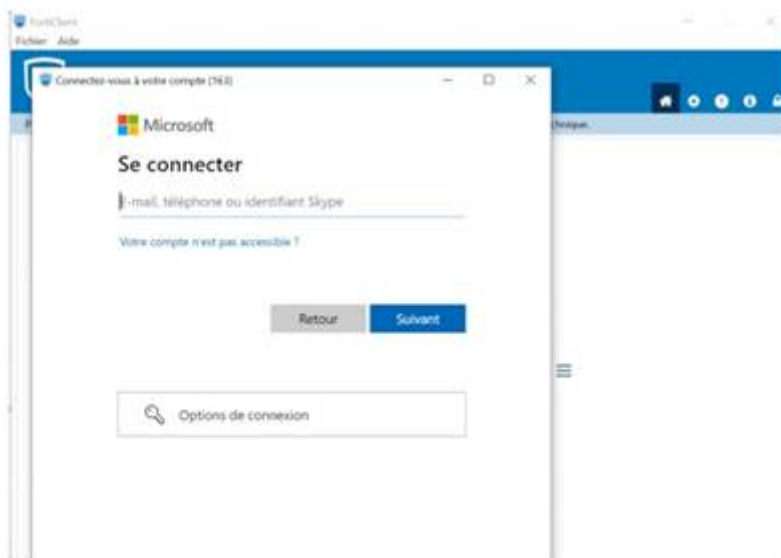 FortiClient
Fichier Aide
Connectez-vous à votre compte (163)
Microsoft
Se connecter
E-mail, téléphone ou identifiant Skype
Votre compte n'est pas accessible ?
Retour
Suivant
Options de connexion